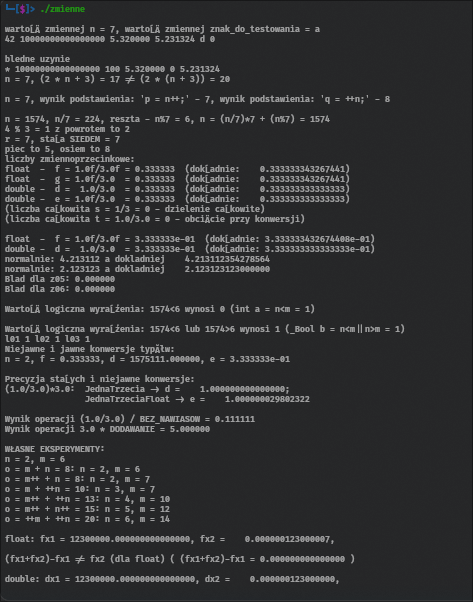 └─[$]> ./zmienne
wartoĹÄ zmiennej n = 7, wartoĹÄ zmiennej znak_do_testowania = a
42 10000000000000000 5.320000 5.231324 d 0
bledne uzynie
* 10000000000000000 100 5.320000 0 5.231324
n = 7, (2 * n + 3) = 17 ≠ (2 * (n + 3)) = 20
n = 7, wynik podstawienia: 'p = n++;' - 7, wynik podstawienia: 'q = ++n;' - 8
n = 1574, n/7 = 224, reszta - n%7 = 6, n = (n/7)*7 + (n%7) = 1574
4 % 3 = 1 z powrotem to 2
r = 7, staĹa SIEDEM = 7
piec to 5, osiem to 8
liczby zmiennoprzecinkowe:
float  -  f = 1.0f/3.0f = 0.333333  (dokĹadnie:    0.333333343267441)
float  -  g = 1.0f/3.0  = 0.333333  (dokĹadnie:    0.333333343267441)
double -  d =  1.0/3.0  = 0.333333  (dokĹadnie:    0.333333333333333)
double -  e = 1.0f/3.0  = 0.333333  (dokĹadnie:    0.333333333333333)
(liczba caĹkowite s = 1/3 = 0 - dzielenie caĹkowite)
(liczba caĹkowita t = 1.0/3.0 = 0 - obciÄcie przy konwersji)
float  -  f = 1.0f/3.0f = 3.333333e-01  (dokĹadnie: 3.333333432674408e-01)
double -  d =  1.0/3.0  = 3.333333e-01  (dokĹadnie: 3.333333333333333e-01)
normalnie: 4.213112 a dokladniej    4.213112354278564
normalnie: 2.123123 a dokladniej    2.123123123000000
Blad dla z05: 0.000000
Blad dla z06: 0.000000
WartoĹÄ logiczna wyraĹźenia: 1574<6 wynosi 0 (int a = n<m = 1)
WartoĹÄ logiczna wyraĹźenia: 1574<6 lub 1574>6 wynosi 1 (_Bool b = n<m||n>m = 1)
l01 1 l02 1 l03 1
Niejawne i jawne konwersje typĂłw:
n = 2, f = 0.333333, d = 1575111.000000, e = 3.333333e-01
Precyzja staĹych i niejawne konwersje:
(1.0/3.0)*3.0:  JednaTrzecia → d =    1.000000000000000;
JednaTrzeciaFloat → e =    1.000000029802322
Wynik operacji (1.0/3.0) / BEZ_NAWIASOW = 0.111111
Wynik operacji 3.0 * DODAWANIE = 5.000000
WŁASNE EKSPERYMENTY:
n = 2, m = 6
o = m + n = 8: n = 2, m = 6
o = m++ + n = 8: n = 2, m = 7
o = m + ++n = 10: n = 3, m = 7
o = m++ + ++n = 13: n = 4, m = 10
o = m++ + n++ = 15: n = 5, m = 12
o = ++m + ++n = 20: n = 6, m = 14
float: fx1 = 12300000.000000000000000, fx2 =    0.000000123000007,
(fx1+fx2)-fx1 ≠ fx2 (dla float) ( (fx1+fx2)-fx1 = 0.000000000000000 )
double: dx1 = 12300000.000000000000000, dx2 =    0.000000123000000,